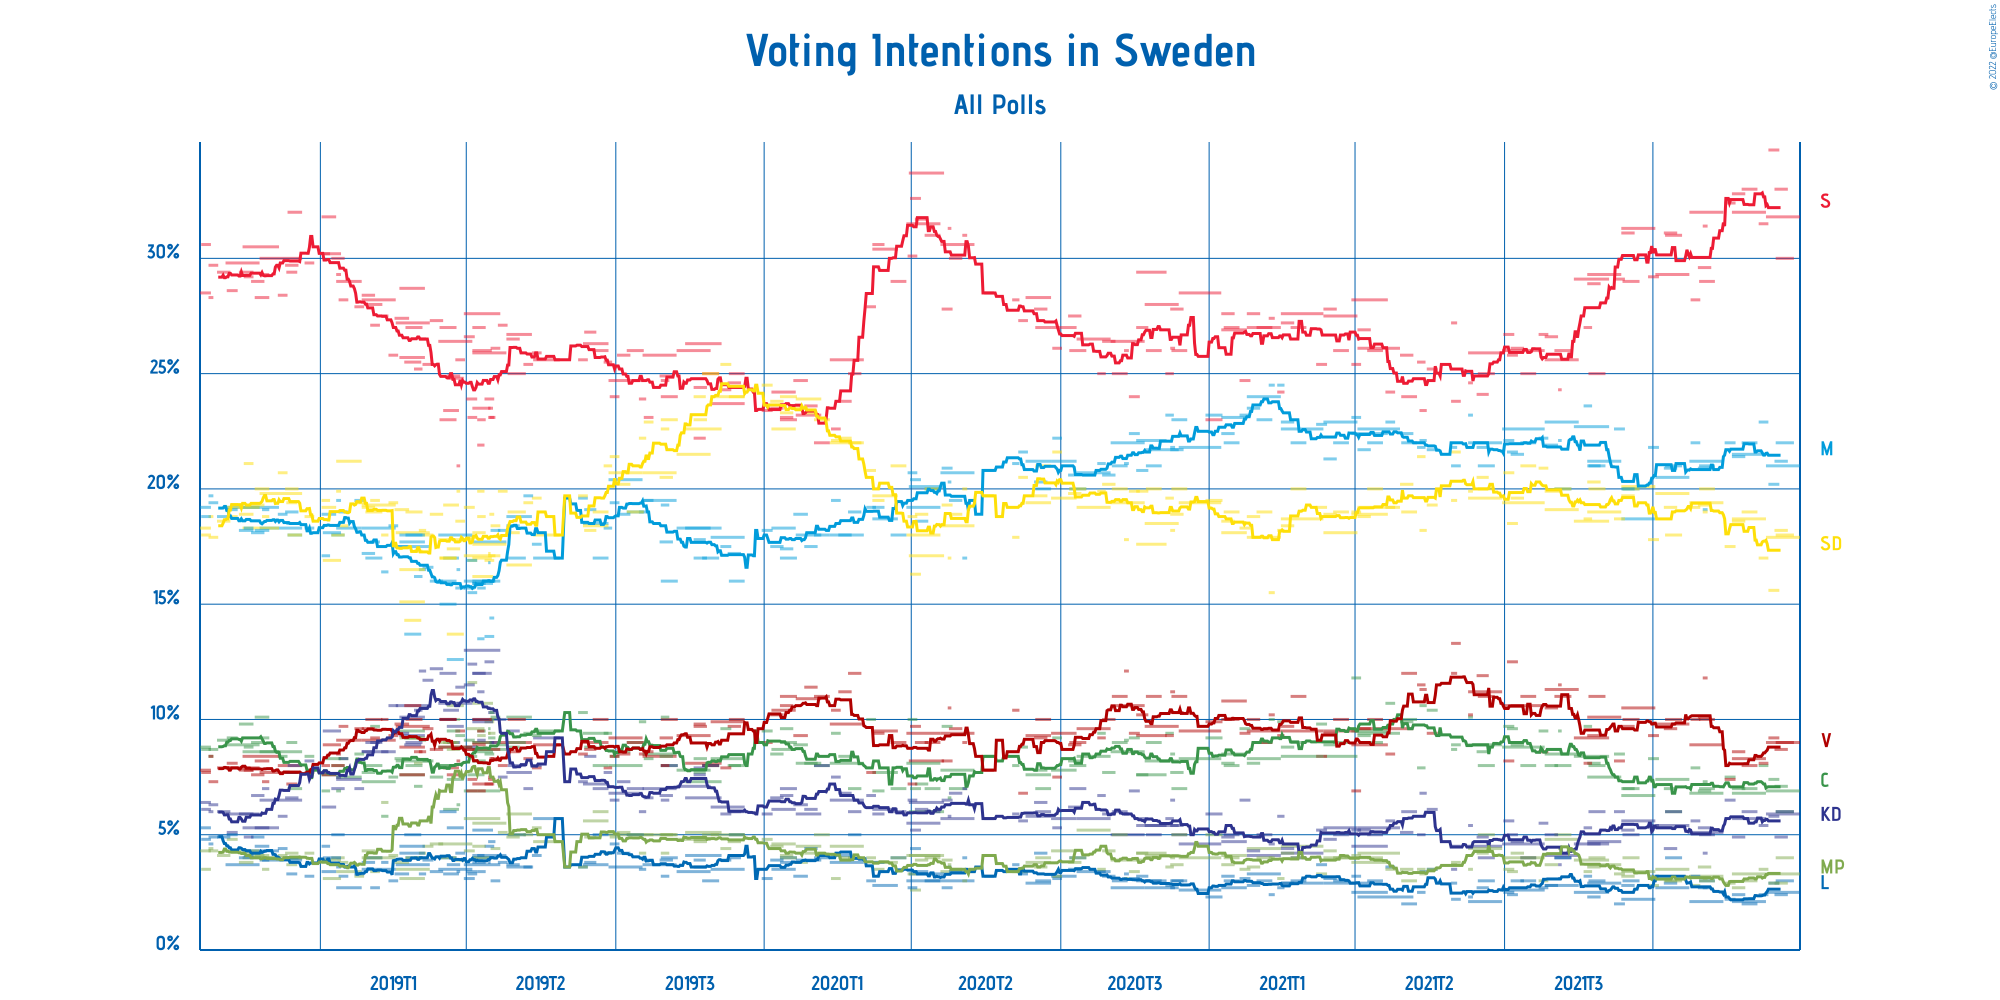 © 2022 @EuropeElects
Voting Intentions in Sweden
All Polls
30%
25%
20%
15%
10%
5%
0%
S
M
SD
V
C
KD
MP
L
2019T1
2019T2
2019T3
2020T1
2020T2
2020T3
2021T1
2021T2
2021T3